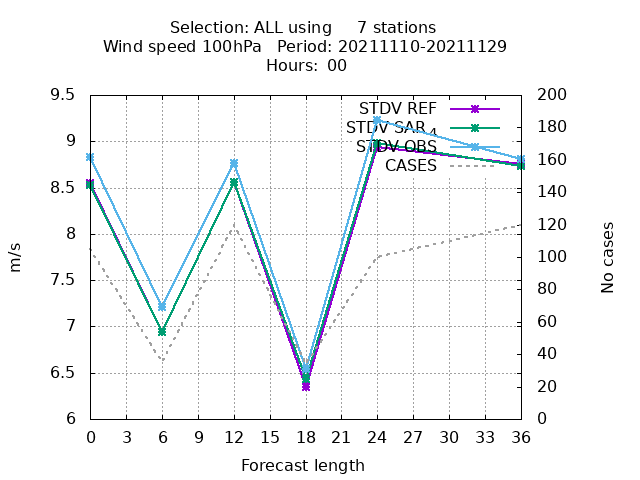 Selection: ALL using     7 stations
Wind speed 100hPa   Period: 20211110-20211129
Hours:  00
STDV REF
STDV SAR_4
STDV OBS
CASES
9.5
9
8.5
8
7.5
7
6.5
6
200
180
160
140
120
100
80
60
40
20
0
m/s
No cases
0 3 6 9 12 15 18 21 24 27 30 33 36
Forecast length